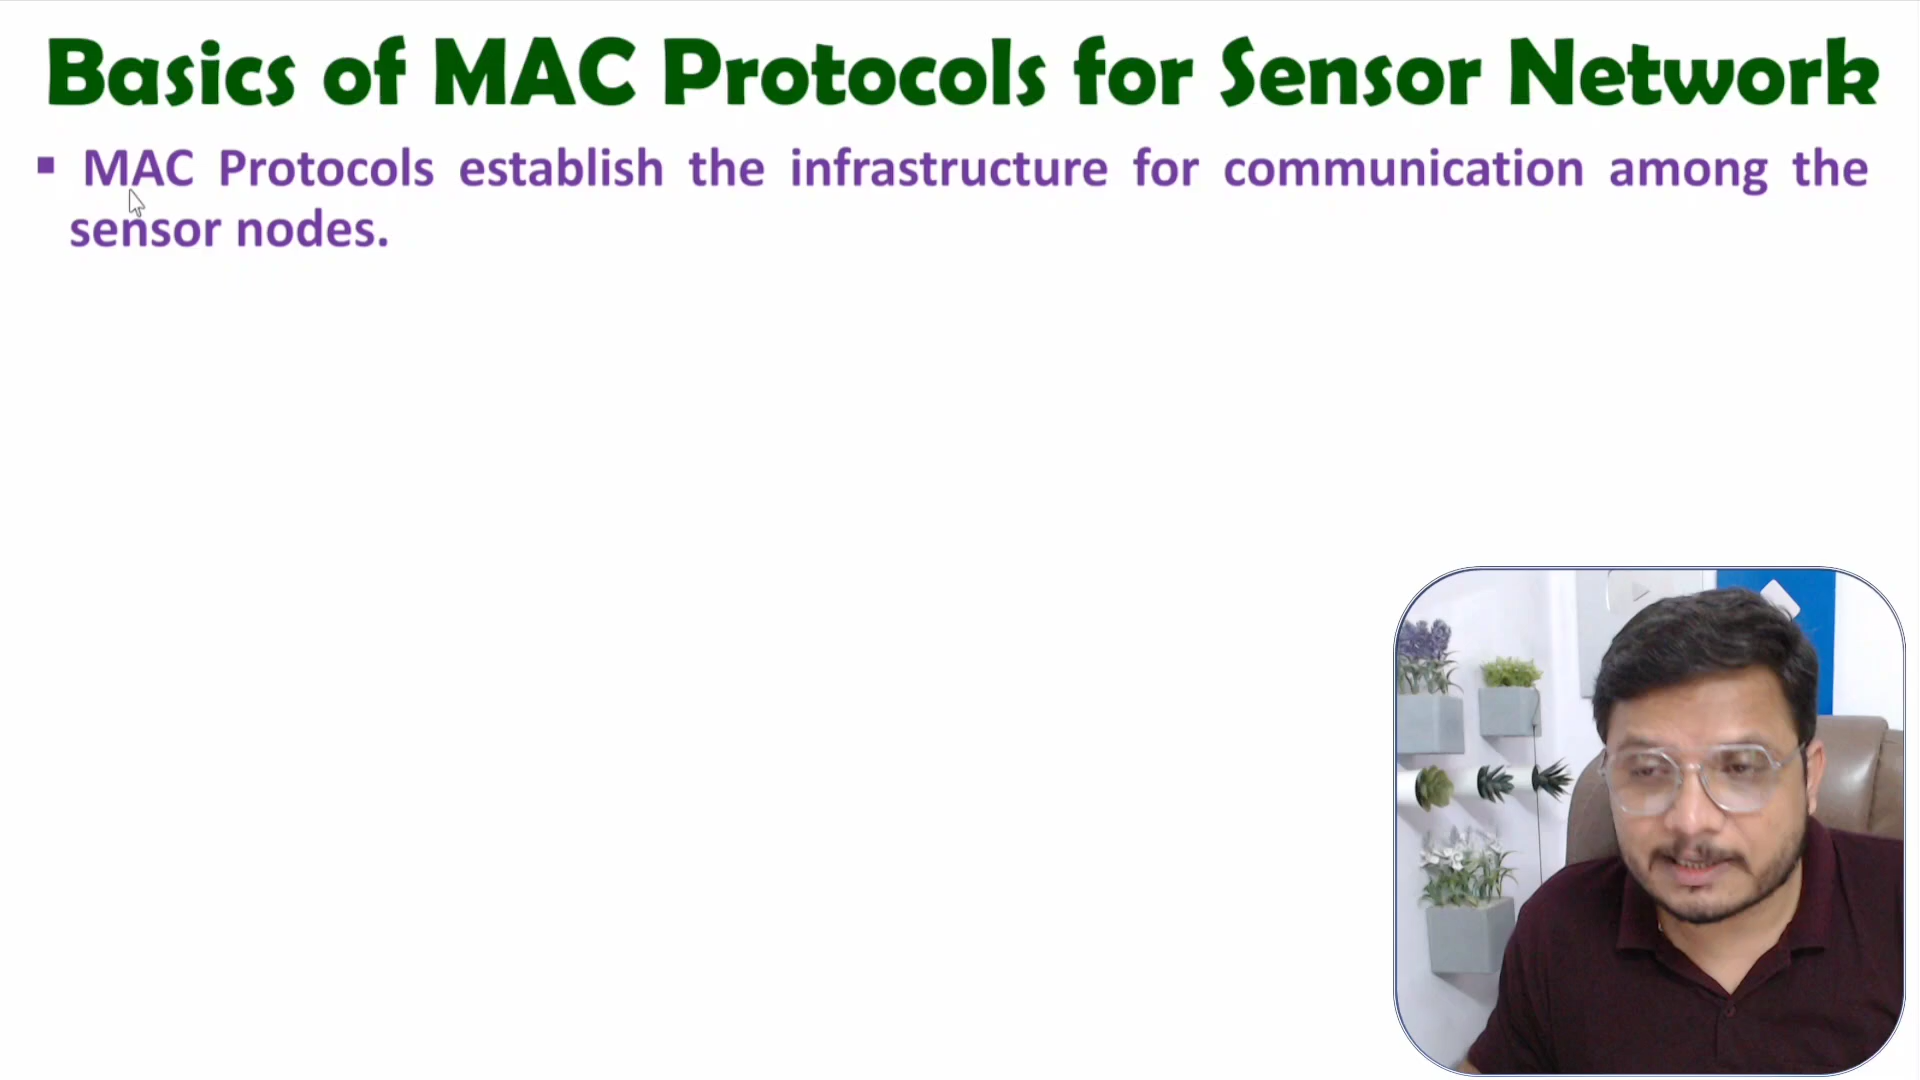 Basics of MAC Protocols for Sensor Network
▪ MAC Protocols establish the infrastructure for communication among the
sensor nodes.